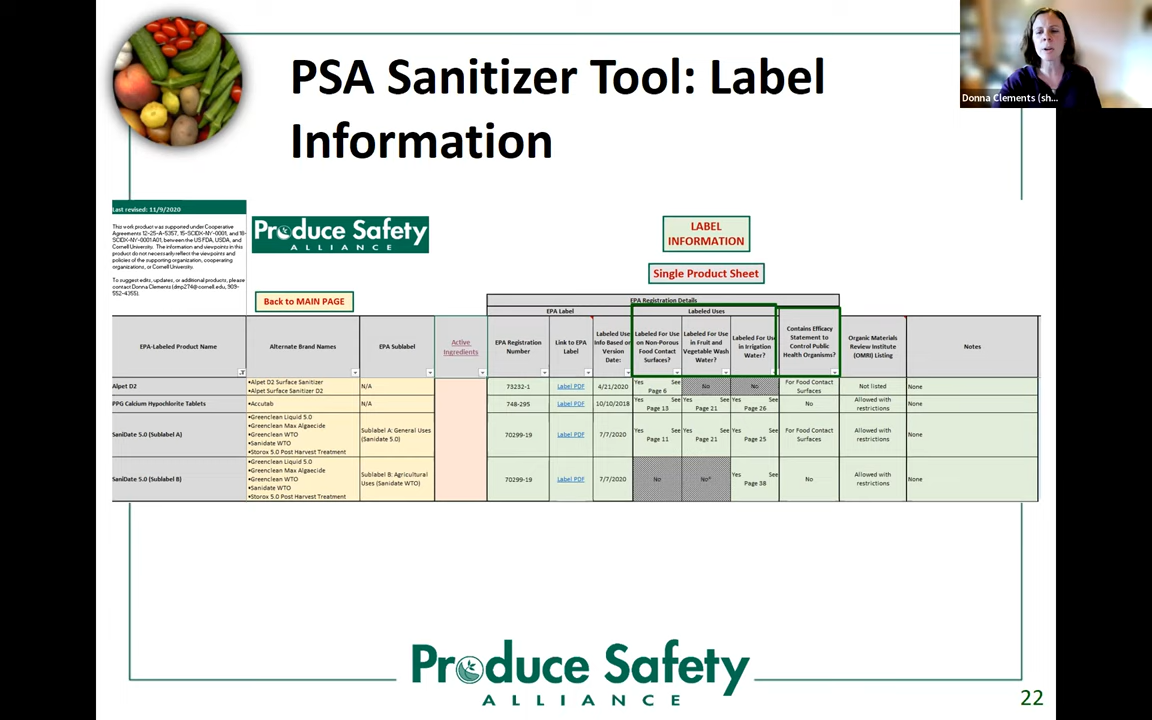 PSA Sanitizer Tool: Label
Information
Donna Clements (sh...
Last revised: 11/9/2020
This work product was supported under Cooperative
Agreements 12-25-A-5357, 15-SCIDX-NY-0001, and 18-
SCIDX-NY-0001 A01, between the US FDA, USDA, and
Cornell University. The information and viewpoints in this
product do not necessarily reflect the viewpoints and
policies of the supporting organization, cooperating
organizations, or Cornell University.
To suggest edits, updates, or additional products, please
contact Donna Clements (dmp274@cornell.edu, 909-
552-4355).
Produce Safety
ALLIANCE
LABEL
INFORMATION
Single Product Sheet
Back to MAIN PAGE
EPA Registration Details
EPA Label
Labeled Uses
EPA-Labeled Product Name
Alternate Brand Names
EPA Sublabel
Active
Ingredients
EPA Registration
Number
Link to EPA
Label
Labeled Use
Info Based on
Version
Date:
Labeled For Use
on Non-Porous
Food Contact
Surfaces?
Labeled For Use
in Fruit and
Vegetable Wash
Water?
Labeled For Use
in Irrigation
Water?
Contains Efficacy
Statement to
Control Public
Health Organisms?
Organic Materials
Review Institute
(OMRI) Listing
Notes
Alpet D2
•Alpet D2 Surface Sanitizer
•Alpet Surface Sanitizer D2
N/A
73232-1
Label PDF
4/21/2020
Yes See
Page 6
No
No
For Food Contact
Surfaces
Not listed
None
PPG Calcium Hypochlorite Tablets
•Accutab
N/A
748-295
Label PDF
10/10/2018
Yes See
Page 13
Yes See
Page 21
Yes See
Page 26
No
Allowed with
restrictions
None
SaniDate 5.0 (Sublabel A)
•Greenclean Liquid 5.0
•Greenclean Max Algaecide
•Greenclean WTO
•Sanidate WTO
•Storox 5.0 Post Harvest Treatment
Sublabel A: General Uses
(Sanidate 5.0)
70299-19
Label PDF
7/7/2020
Yes See
Page 11
Yes See
Page 21
Yes See
Page 25
For Food Contact
Surfaces
Allowed with
restrictions
None
SaniDate 5.0 (Sublabel B)
•Greenclean Liquid 5.0
•Greenclean Max Algaecide
•Greenclean WTO
•Sanidate WTO
•Storox 5.0 Post Harvest Treatment
Sublabel B: Agricultural
Uses (Sanidate WTO)
70299-19
Label PDF
7/7/2020
No
No
Yes See
Page 38
No
Allowed with
restrictions
None
Produce Safety
ALLIANCE
22